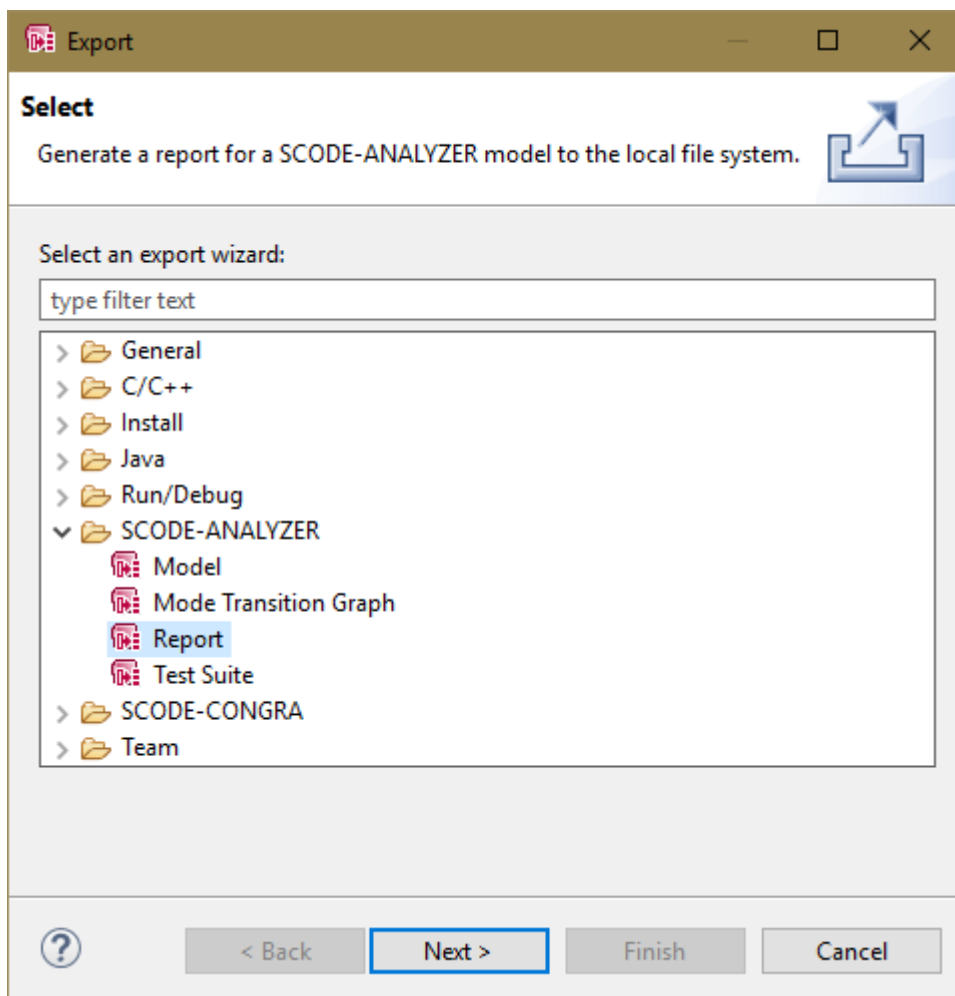 Export
Select
Generate a report for a SCODE-ANALYZER model to the local file system.
Select an export wizard:
type filter text
General
C/C++
Install
Java
Run/Debug
SCODE-ANALYZER
Model
Mode Transition Graph
Report
Test Suite
SCODE-CONGRA
Team
? < Back Next > Finish Cancel